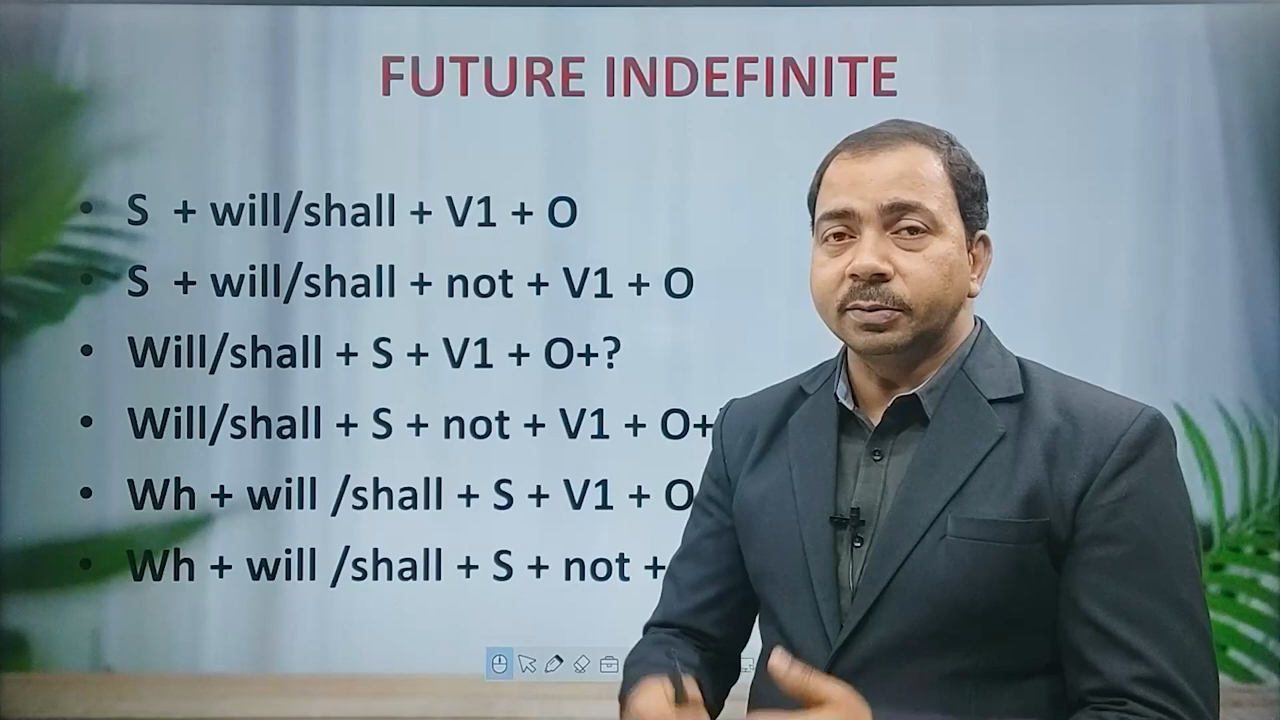 FUTURE INDEFINITE
• S + will/shall + V1 + O
• S + will/shall + not + V1 + O
• Will/shall + S + V1 + O+?
• Will/shall + S + not + V1 + O+
• Wh + will /shall + S + V1 + O
• Wh + will /shall + S + not +